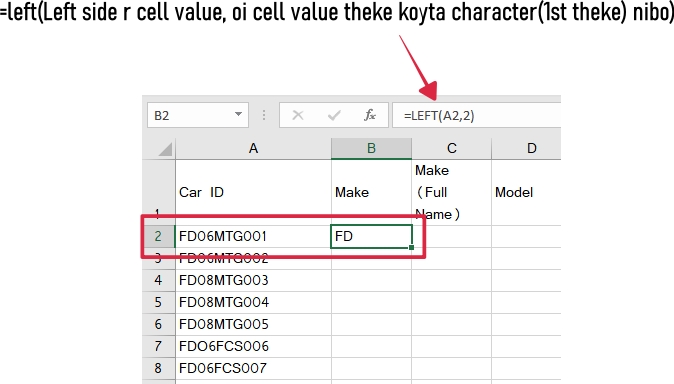 =left(Left side r cell value, oi cell value theke koyta character(1st theke) nibo)
B2 fx =LEFT(A2,2)
A B C D
1 Car ID Make Make (Full Name) Model
2 FD06MTG001 FD
3 FD06MTG002
4 FD08MTG003
5 FD08MTG004
6 FD08MTG005
7 FDO6FCS006
8 FD06FCS007